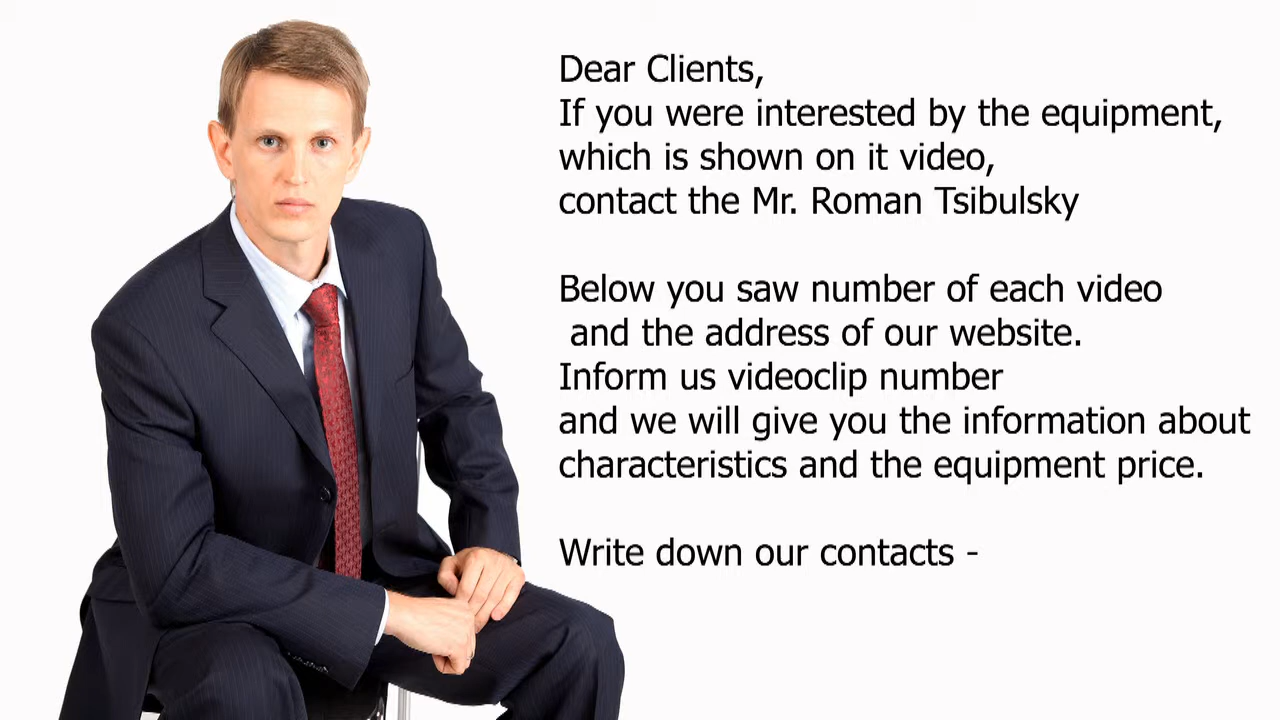 Dear Clients,
If you were interested by the equipment,
which is shown on it video,
contact the Mr. Roman Tsibulsky
Below you saw number of each video
and the address of our website.
Inform us videoclip number
and we will give you the information about
characteristics and the equipment price.
Write down our contacts -